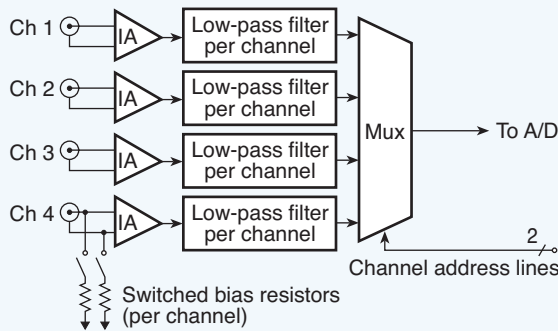 Ch 1
IA
Low-pass filter
per channel
Ch 2
IA
Low-pass filter
per channel
Mux
To A/D
Ch 3
IA
Low-pass filter
per channel
Ch 4
IA
Low-pass filter
per channel
2
Channel address lines
Switched bias resistors
(per channel)